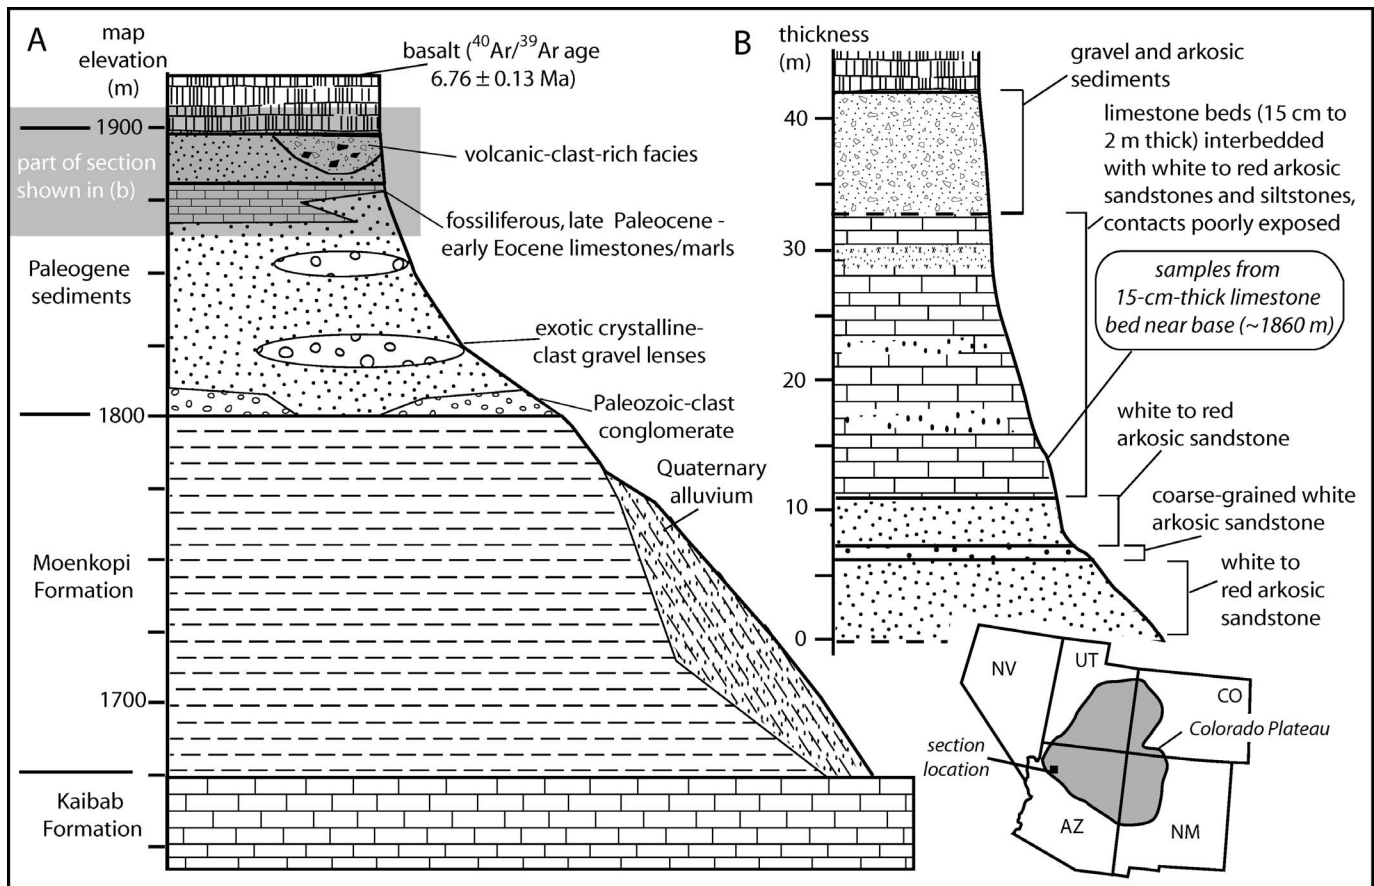 A
map
elevation
(m)
basalt (40Ar/39Ar age
6.76 ± 0.13 Ma)
1900
part of section
shown in (b)
volcanic-clast-rich facies
fossiliferous, late Paleocene -
early Eocene limestones/marls
Paleogene
sediments
exotic crystalline-
clast gravel lenses
Paleozoic-clast
conglomerate
1800
Quaternary
alluvium
Moenkopi
Formation
1700
Kaibab
Formation
B
thickness
(m)
gravel and arkosic
sediments
40
limestone beds (15 cm to
2 m thick) interbedded
with white to red arkosic
sandstones and siltstones,
contacts poorly exposed
30
samples from
15-cm-thick limestone
bed near base (~1860 m)
20
white to red
arkosic sandstone
10
coarse-grained white
arkosic sandstone
white to
red arkosic
sandstone
0
NV
UT
CO
Colorado Plateau
section
location
AZ
NM